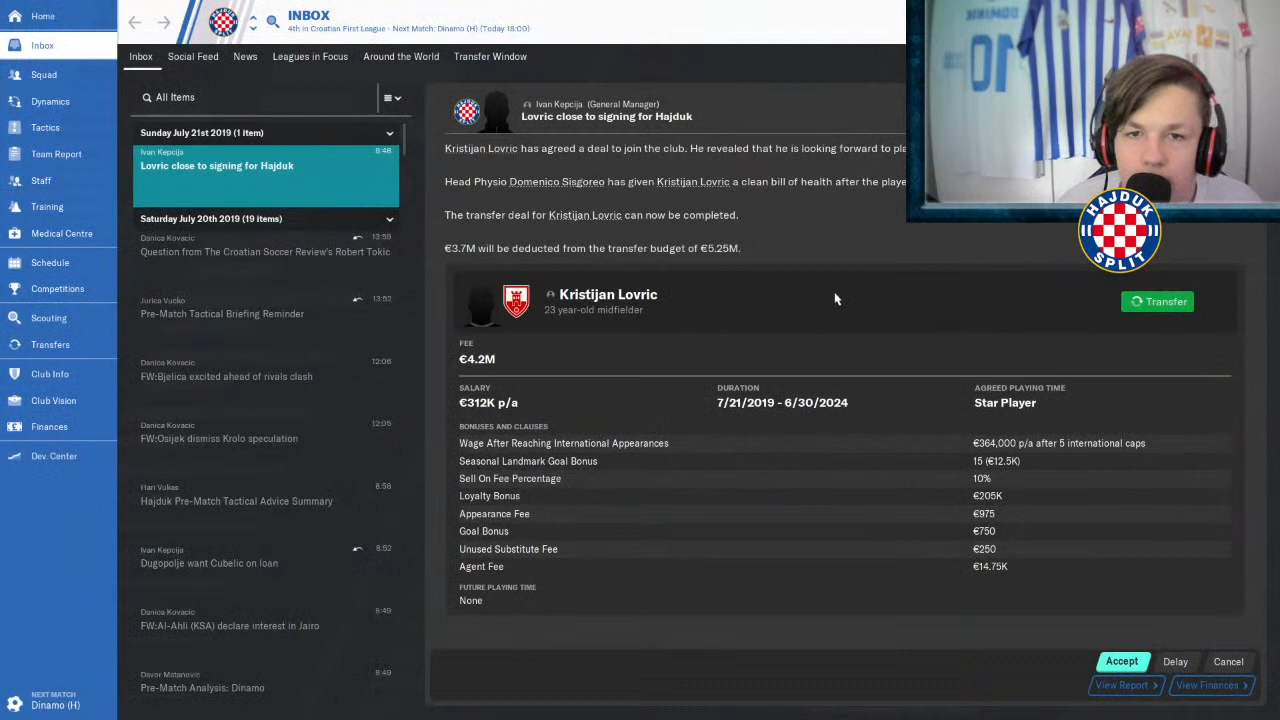 Home
Inbox
Squad
Dynamics
Tactics
Team Report
Staff
Training
Medical Centre
Schedule
Competitions
Scouting
Transfers
Club Info
Club Vision
Finances
Dev. Center
NEXT MATCH
Dinamo (H)
INBOX
4th in Croatian First League - Next Match: Dinamo (H) (Today 18:00)
Inbox Social Feed News Leagues in Focus Around the World Transfer Window
All Items
Sunday July 21st 2019 (1 item)
Ivan Kepcija 8:48
Lovric close to signing for Hajduk
Saturday July 20th 2019 (19 items)
Danica Kovacic 13:59
Question from The Croatian Soccer Review's Robert Tokic
Jurica Vucko 13:52
Pre-Match Tactical Briefing Reminder
Danica Kovacic 12:06
FW:Bjelica excited ahead of rivals clash
Danica Kovacic 12:05
FW:Osijek dismiss Krolo speculation
Hari Vukas 8:58
Hajduk Pre-Match Tactical Advice Summary
Ivan Kepcija 8:52
Dugopolje want Cubelic on loan
Danica Kovacic 8:49
FW:Al-Ahli (KSA) declare interest in Jairo
Davor Matanovic 8:49
Pre-Match Analysis: Dinamo
Ivan Kepcija (General Manager)
Lovric close to signing for Hajduk
Kristijan Lovric has agreed a deal to join the club. He revealed that he is looking forward to
Head Physio Domenico Sisgoreo has given Kristijan Lovric a clean bill of health after the
The transfer deal for Kristijan Lovric can now be completed.
€3.7M will be deducted from the transfer budget of €5.25M.
Kristijan Lovric
23 year-old midfielder
Transfer
FEE
€4.2M
SALARY DURATION AGREED PLAYING TIME
€312K p/a 7/21/2019 - 6/30/2024 Star Player
BONUSES AND CLAUSES
Wage After Reaching International Appearances €364,000 p/a after 5 international caps
Seasonal Landmark Goal Bonus 15 (€12.5K)
Sell On Fee Percentage 10%
Loyalty Bonus €205K
Appearance Fee €975
Goal Bonus €750
Unused Substitute Fee €250
Agent Fee €14.75K
FUTURE PLAYING TIME
None
Accept Delay Cancel
View Report View Finances
10
HAJDUK
SPLIT